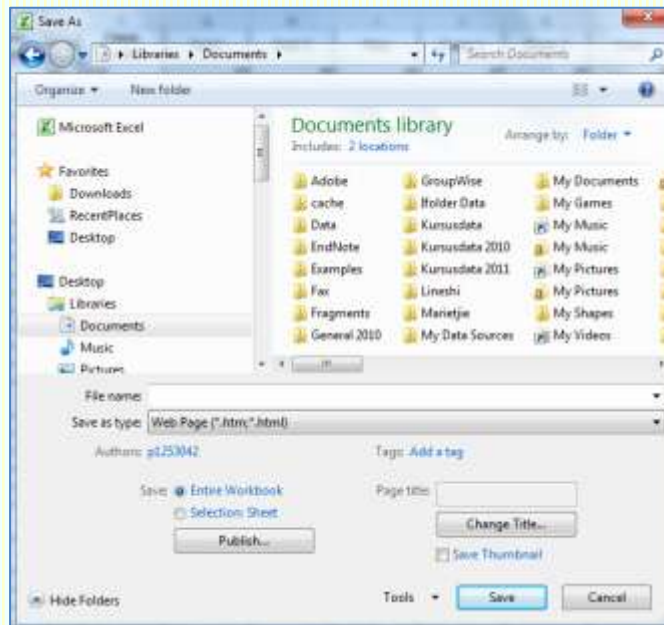 Save As
Libraries Documents Search Documents
Organize New folder
Microsoft Excel
Favorites
Downloads
RecentPlaces
Desktop
Desktop
Libraries
Documents
Music
Pictures
Documents library
Includes: 2 locations
Arrange by: Folder
Adobe GroupWise My Documents
cache Ifolder Data My Games
Data Kursusdata My Music
EndNote Kursusdata 2010 My Music
Examples Kursusdata 2011 My Pictures
Fax Lineshi My Pictures
Fragments Marietjie My Shapes
General 2010 My Data Sources My Videos
File name:
Save as type: Web Page (*.htm;*.html)
Authors: p1253042 Tags: Add a tag
Save: Entire Workbook Page title:
Selection: Sheet
Publish... Change Title...
Save Thumbnail
Hide Folders Tools Save Cancel